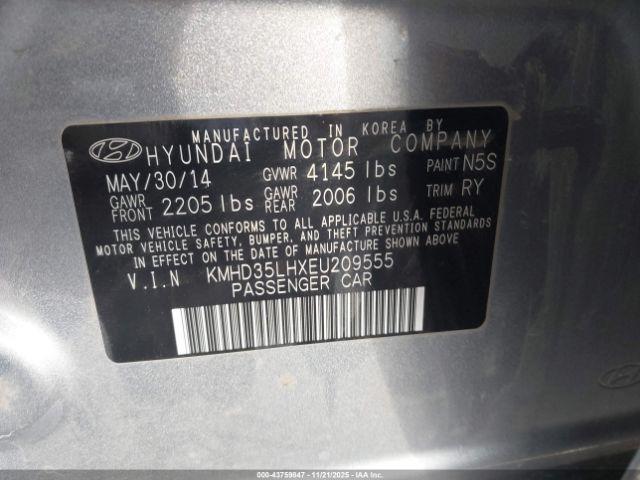 MANUFACTURED IN KOREA BY
HYUNDAI MOTOR COMPANY
MAY/30/14 GVWR 4145 lbs PAINT N5S
GAWR FRONT 2205 lbs GAWR REAR 2006 lbs TRIM RY
THIS VEHICLE CONFORMS TO ALL APPLICABLE U.S.A. FEDERAL
MOTOR VEHICLE SAFETY, BUMPER, AND THEFT PREVENTION
STANDARDS IN EFFECT ON THE DATE OF
MANUFACTURE SHOWN ABOVE.
V.I.N KMHD35LHXEU209555
PASSENGER CAR
000-43759847 - 11/21/2025 - COPART